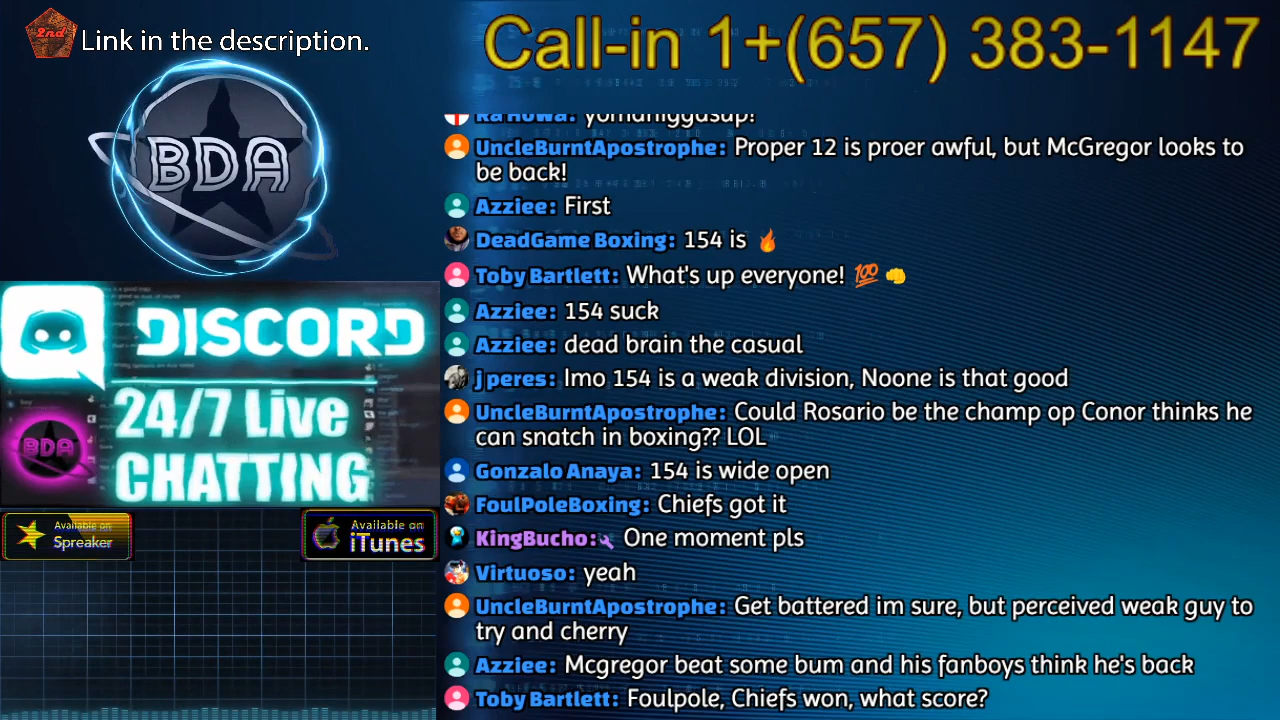 2nd
Link in the description.
Call-in 1+(657) 383-1147
BDA
Ra Howa: yomaniggasup!
UncleBurntApostrophe: Proper 12 is proer awful, but McGregor looks to
be back!
Azziee: First
DeadGame Boxing: 154 is 🔥
Toby Bartlett: What's up everyone! 💯 👊
Azziee: 154 suck
Azziee: dead brain the casual
j peres: Imo 154 is a weak division, Noone is that good
UncleBurntApostrophe: Could Rosario be the champ op Conor thinks he
can snatch in boxing?? LOL
Gonzalo Anaya: 154 is wide open
FoulPoleBoxing: Chiefs got it
KingBucho: One moment pls
Virtuoso: yeah
UncleBurntApostrophe: Get battered im sure, but perceived weak guy to
try and cherry
Azziee: Mcgregor beat some bum and his fanboys think he's back
Toby Bartlett: Foulpole, Chiefs won, what score?
DISCORD
24/7 Live
CHATTING
BDA
Available on
Spreaker
Available on
iTunes